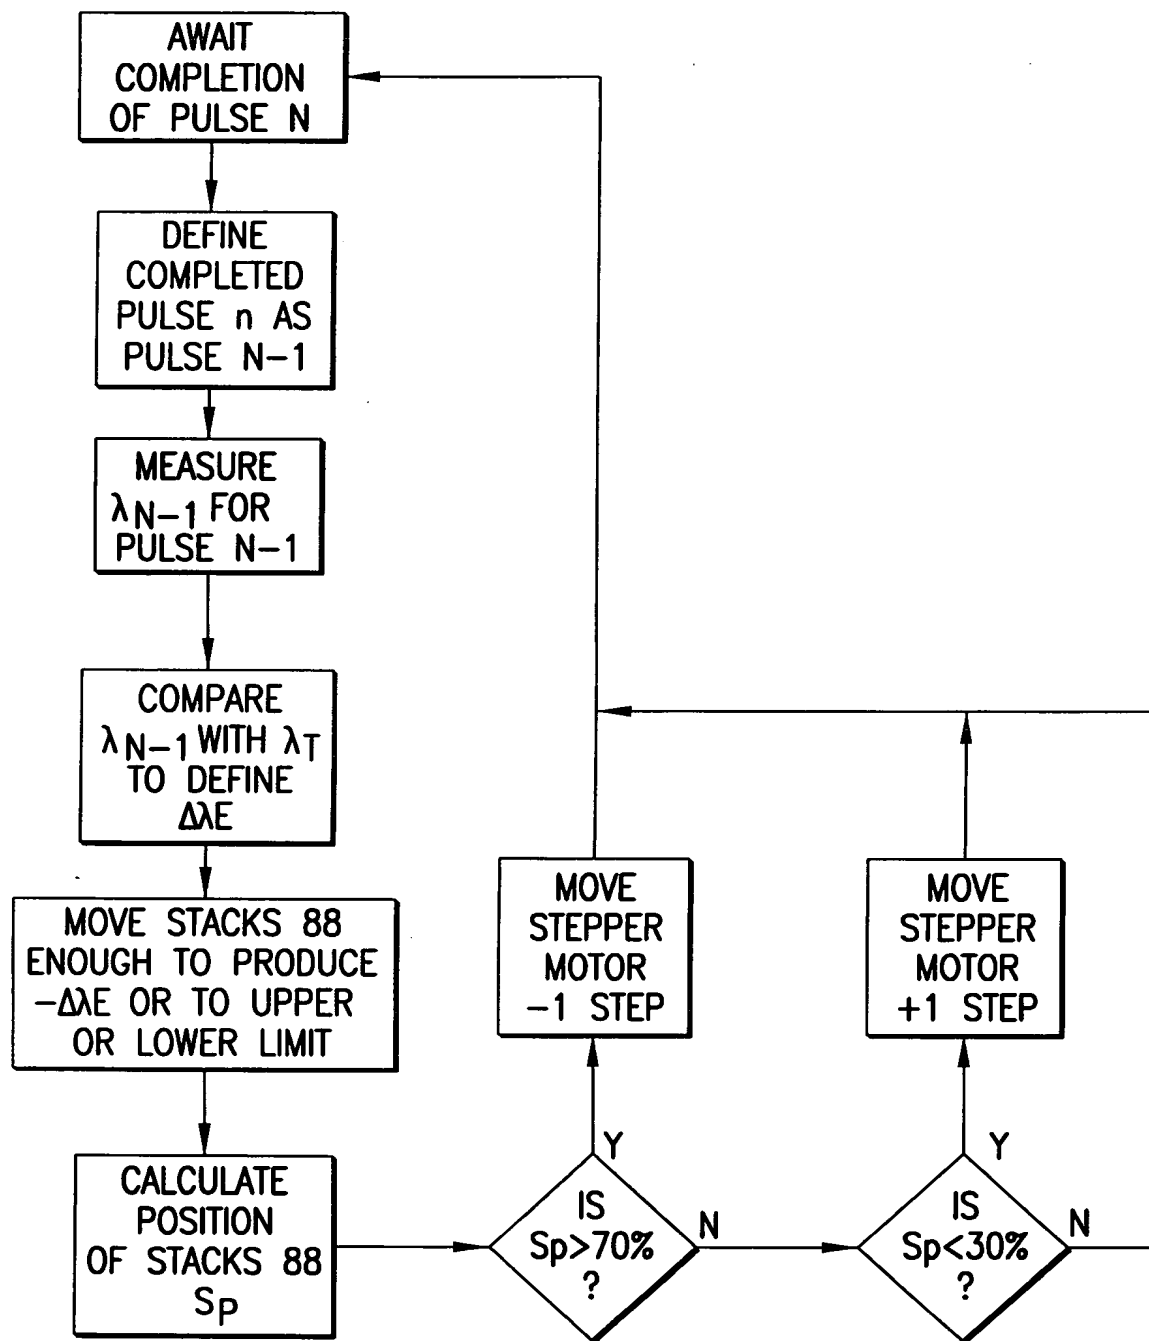 AWAIT
COMPLETION
OF PULSE N
DEFINE
COMPLETED
PULSE n AS
PULSE N-1
MEASURE
λN-1 FOR
PULSE N-1
COMPARE
λN-1 WITH λT
TO DEFINE
ΔλE
MOVE STACKS 88
ENOUGH TO PRODUCE
-ΔλE OR TO UPPER
OR LOWER LIMIT
CALCULATE
POSITION
OF STACKS 88
SP
IS
Sp>70%
?
Y
N
MOVE
STEPPER
MOTOR
-1 STEP
IS
Sp<30%
?
Y
N
MOVE
STEPPER
MOTOR
+1 STEP